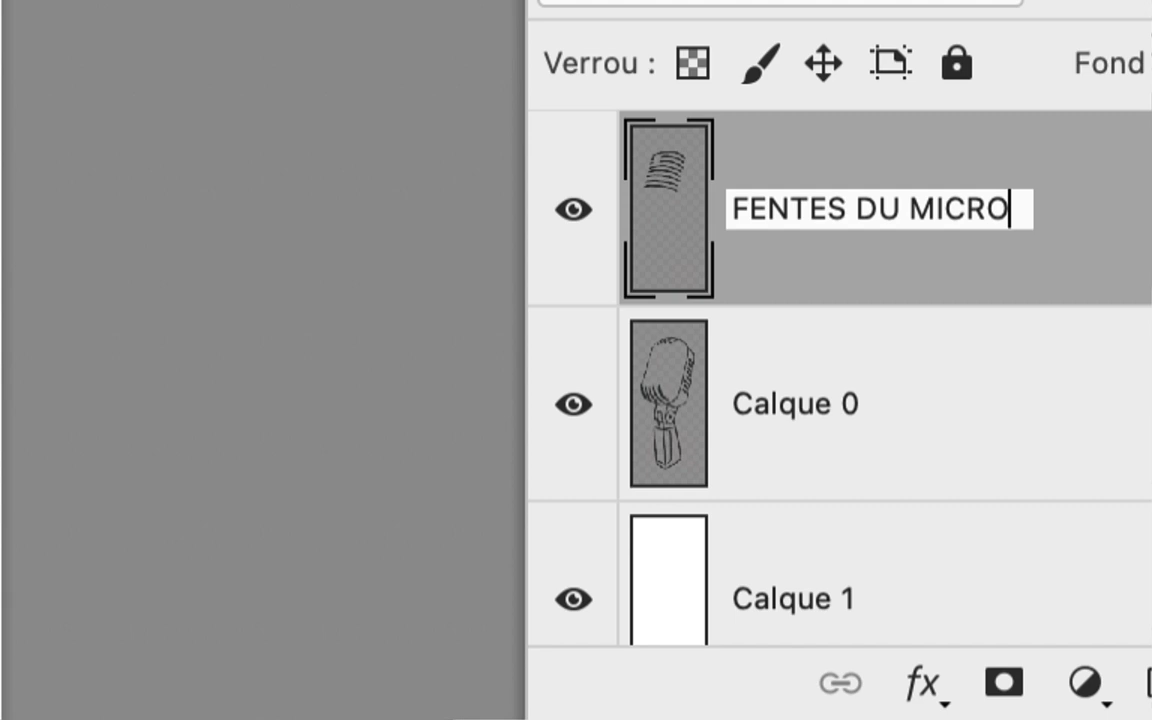 Verrou :
Fond
FENTES DU MICRO
Calque 0
Calque 1
fx